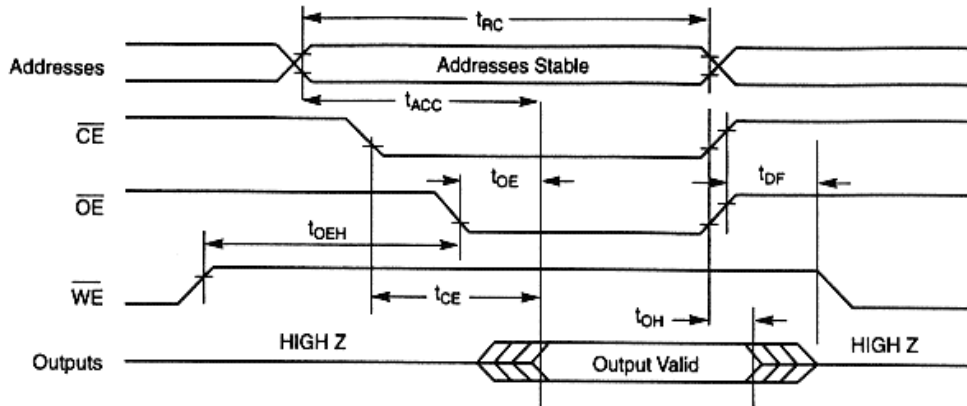 tRC
Addresses
Addresses Stable
tACC
CE
tOE
tDF
OE
tOEH
WE
tCE
tOH
HIGH Z
HIGH Z
Outputs
Output Valid